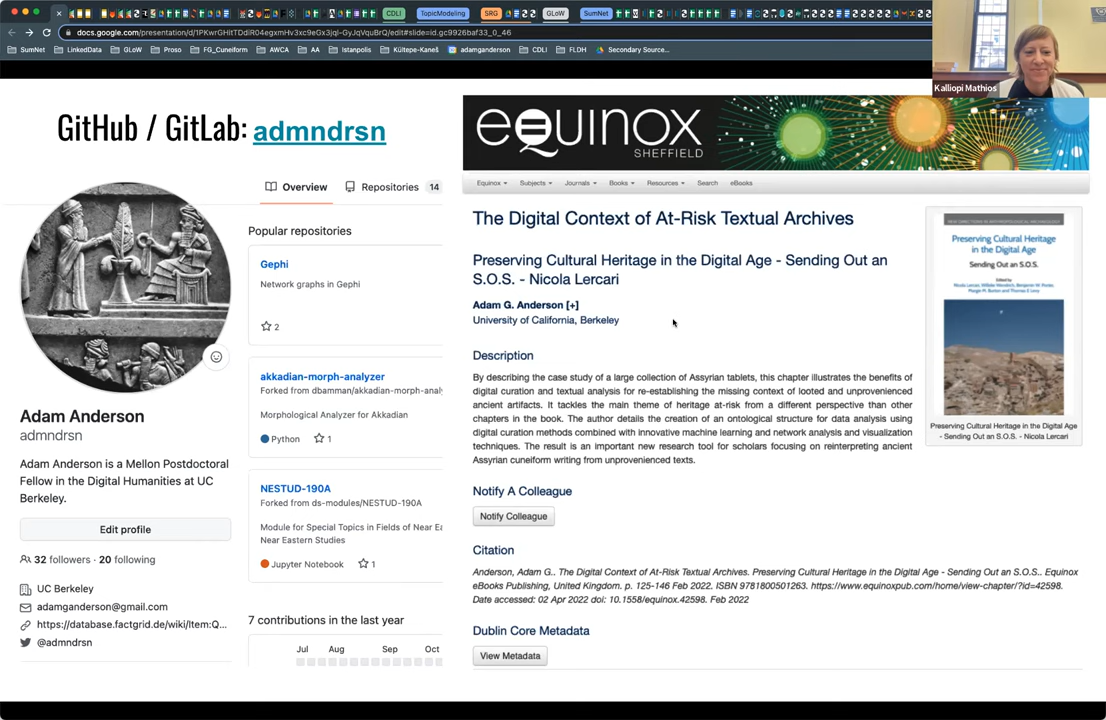 CDLI
TopicModeling
SRG
GLoW
SumNet
docs.google.com/presentation/d/1PKwrGHitTDdiR04egxmHv3xc9eGx3jqI-GyJqVquBrQ/edit#slide=id.gc9926baf33_0_46
SumNet LinkedData GLoW Proso FG_Cuneiform AWCA AA Istanpolis Kültepe-Kaneš adamganderson CDLI FLDH Secondary Source...
Kalliopi Mathios
GitHub / GitLab: admndrsn
Overview Repositories 14
Popular repositories
Gephi
Network graphs in Gephi
2
akkadian-morph-analyzer
Forked from dbamman/akkadian-morph-analy
Morphological Analyzer for Akkadian
Python 1
NESTUD-190A
Forked from ds-modules/NESTUD-190A
Module for Special Topics in Fields of Near Ea
Near Eastern Studies
Jupyter Notebook 1
7 contributions in the last year
Jul Aug Sep Oct
Adam Anderson
admndrsn
Adam Anderson is a Mellon Postdoctoral
Fellow in the Digital Humanities at UC
Berkeley.
Edit profile
32 followers · 20 following
UC Berkeley
adamganderson@gmail.com
https://database.factgrid.de/wiki/Item:Q...
@admndrsn
equinox
SHEFFIELD
Equinox Subjects Journals Books Resources Search eBooks
The Digital Context of At-Risk Textual Archives
Preserving Cultural Heritage in the Digital Age - Sending Out an
S.O.S. - Nicola Lercari
Adam G. Anderson [+]
University of California, Berkeley
Description
By describing the case study of a large collection of Assyrian tablets, this chapter illustrates the benefits of
digital curation and textual analysis for re-establishing the missing context of looted and unprovenienced
ancient artifacts. It tackles the main theme of heritage at-risk from a different perspective than other
chapters in the book. The author details the creation of an ontological structure for data analysis using
digital curation methods combined with innovative machine learning and network analysis and visualization
techniques. The result is an important new research tool for scholars focusing on reinterpreting ancient
Assyrian cuneiform writing from unprovenienced texts.
Notify A Colleague
Notify Colleague
Citation
Anderson, Adam G.. The Digital Context of At-Risk Textual Archives. Preserving Cultural Heritage in the Digital Age - Sending Out an S.O.S.. Equinox
eBooks Publishing, United Kingdom. p. 125-146 Feb 2022. ISBN 9781800501263. https://www.equinoxpub.com/home/view-chapter/?id=42598.
Date accessed: 02 Apr 2022 doi: 10.1558/equinox.42598. Feb 2022
Dublin Core Metadata
View Metadata
Preserving Cultural Heritage
in the Digital Age
Sending Out an S.O.S.
Preserving Cultural Heritage in the Digital Age
- Sending Out an S.O.S. - Nicola Lercari